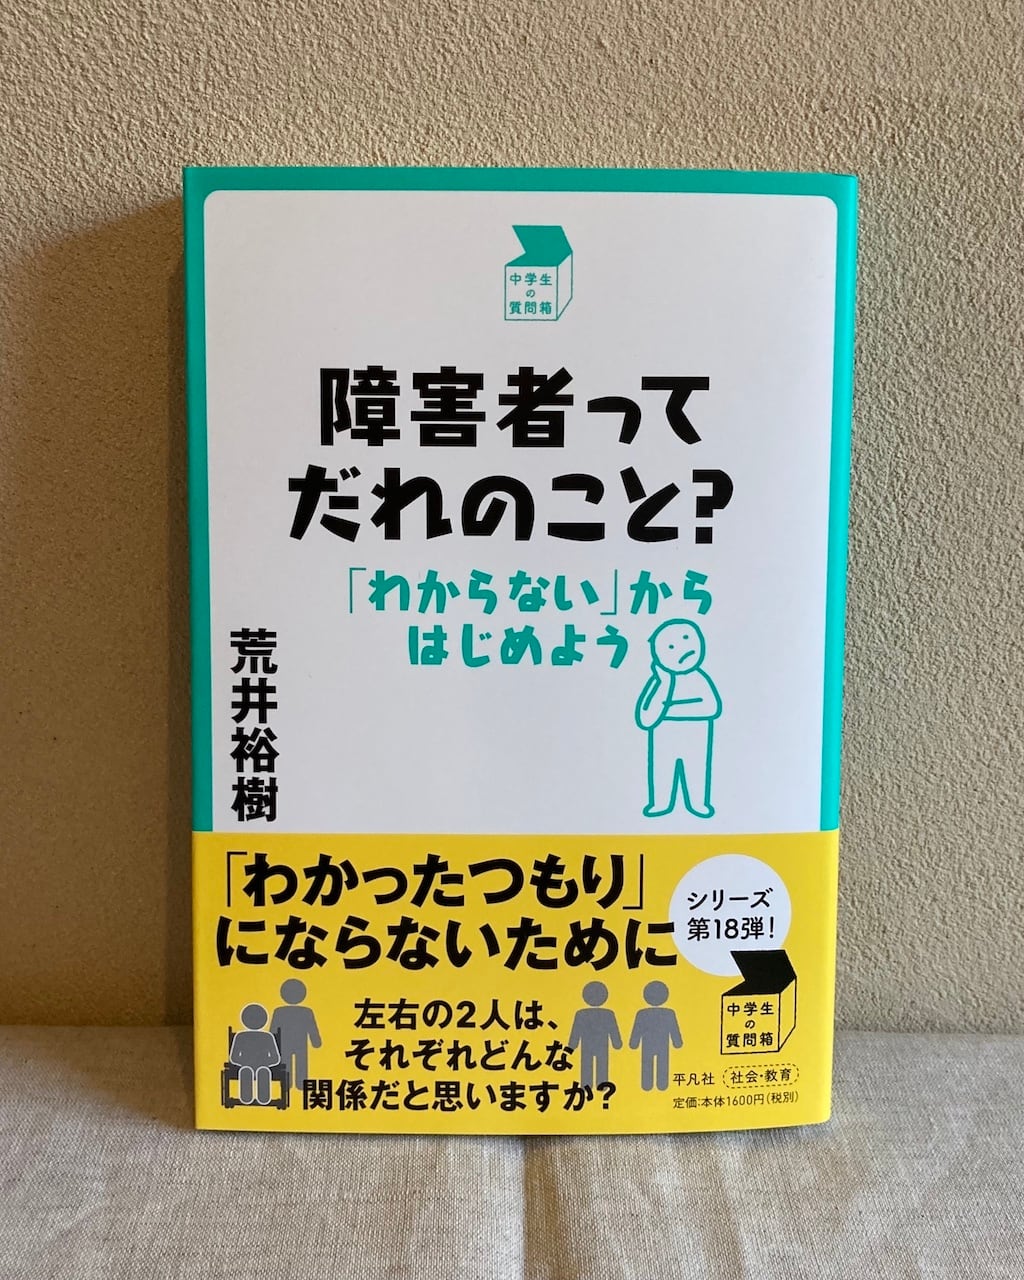 中学生
の
質問箱
障害者って
だれのこと?
「わからない」から
はじめよう
荒井裕樹
「わかったつもり」
にならないために
シリーズ
第18弾!
中学生
の
質問箱
左右の2人は、
それぞれどんな
関係だと思いますか?
平凡社 社会・教育
定価:本体1600円(税別)